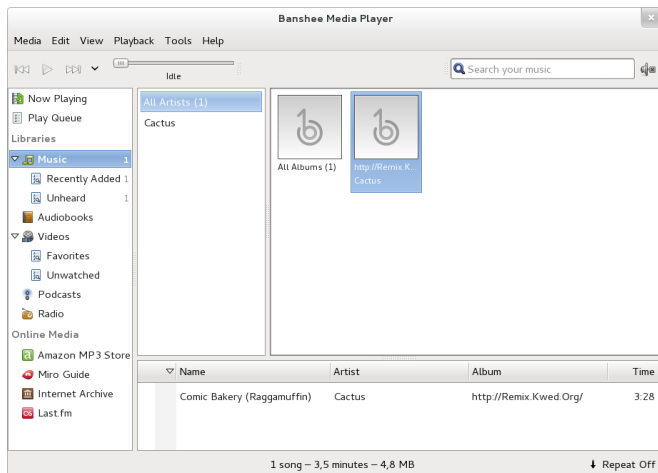 Banshee Media Player
Media Edit View Playback Tools Help
Idle
Search your music
Now Playing
Play Queue
Libraries
Music 1
Recently Added 1
Unheard 1
Audiobooks
Videos
Favorites
Unwatched
Podcasts
Radio
Online Media
Amazon MP3 Store
Miro Guide
Internet Archive
Last.fm
All Artists (1)
Cactus
All Albums (1)
http://Remix.K...
Cactus
Name Artist Album Time
Comic Bakery (Raggamuffin) Cactus http://Remix.Kwed.Org/ 3:28
1 song – 3,5 minutes – 4,8 MB
Repeat Off